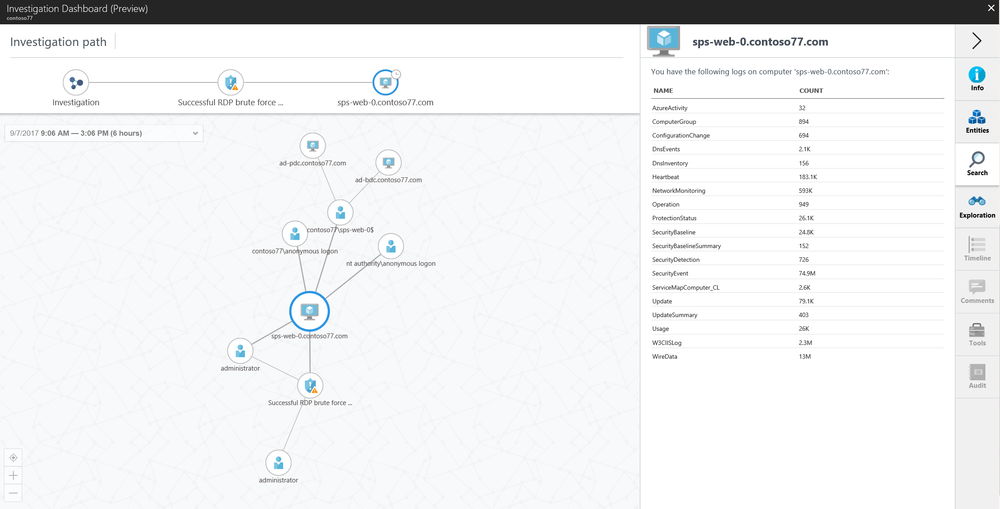 Investigation Dashboard (Preview)
contoso77
Investigation path
Investigation
Successful RDP brute force ...
sps-web-0.contoso77.com
9/7/2017 9:06 AM — 3:06 PM (6 hours)
ad-pdc.contoso77.com
ad-bdc.contoso77.com
contoso77\sps-web-0$
contoso77\anonymous logon
nt authority\anonymous logon
sps-web-0.contoso77.com
administrator
Successful RDP brute force ...
administrator
sps-web-0.contoso77.com
You have the following logs on computer 'sps-web-0.contoso77.com':
NAME COUNT
AzureActivity 32
ComputerGroup 894
ConfigurationChange 694
DnsEvents 2.1K
DnsInventory 156
Heartbeat 183.1K
NetworkMonitoring 593K
Operation 949
ProtectionStatus 26.1K
SecurityBaseline 24.8K
SecurityBaselineSummary 152
SecurityDetection 726
SecurityEvent 74.9M
ServiceMapComputer_CL 2.6K
Update 79.1K
UpdateSummary 403
Usage 26K
W3CIISLog 2.3M
WireData 13M
Info
Entities
Search
Exploration
Timeline
Comments
Tools
Audit